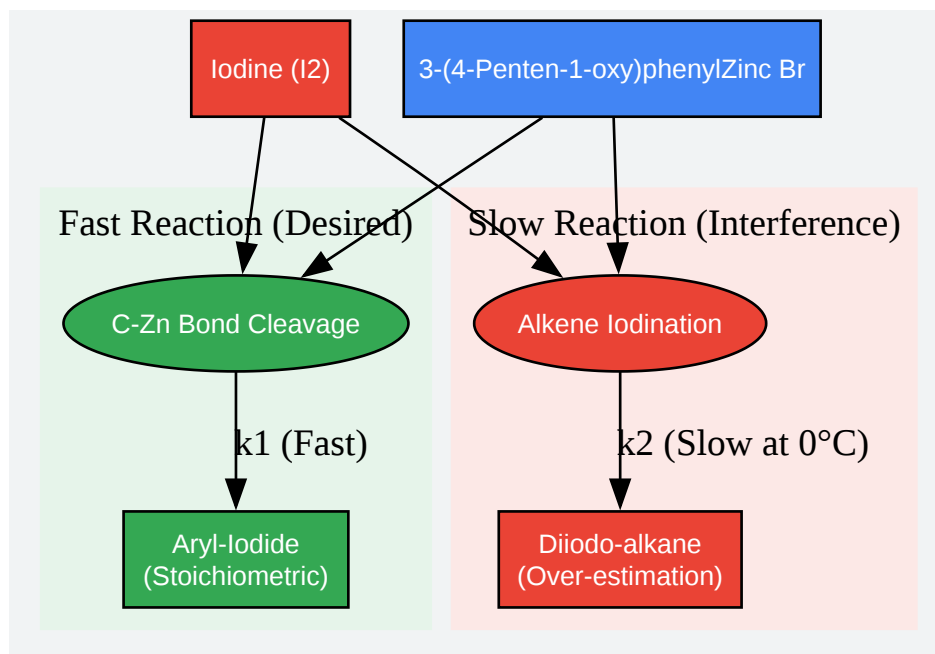 Iodine (I2)
3-(4-Penten-1-oxy)phenylZinc Br
Fast Reaction (Desired)
Slow Reaction (Interference)
C-Zn Bond Cleavage
Alkene Iodination
k1 (Fast)
k2 (Slow at 0°C)
Aryl-Iodide
(Stoichiometric)
Diiodo-alkane
(Over-estimation)